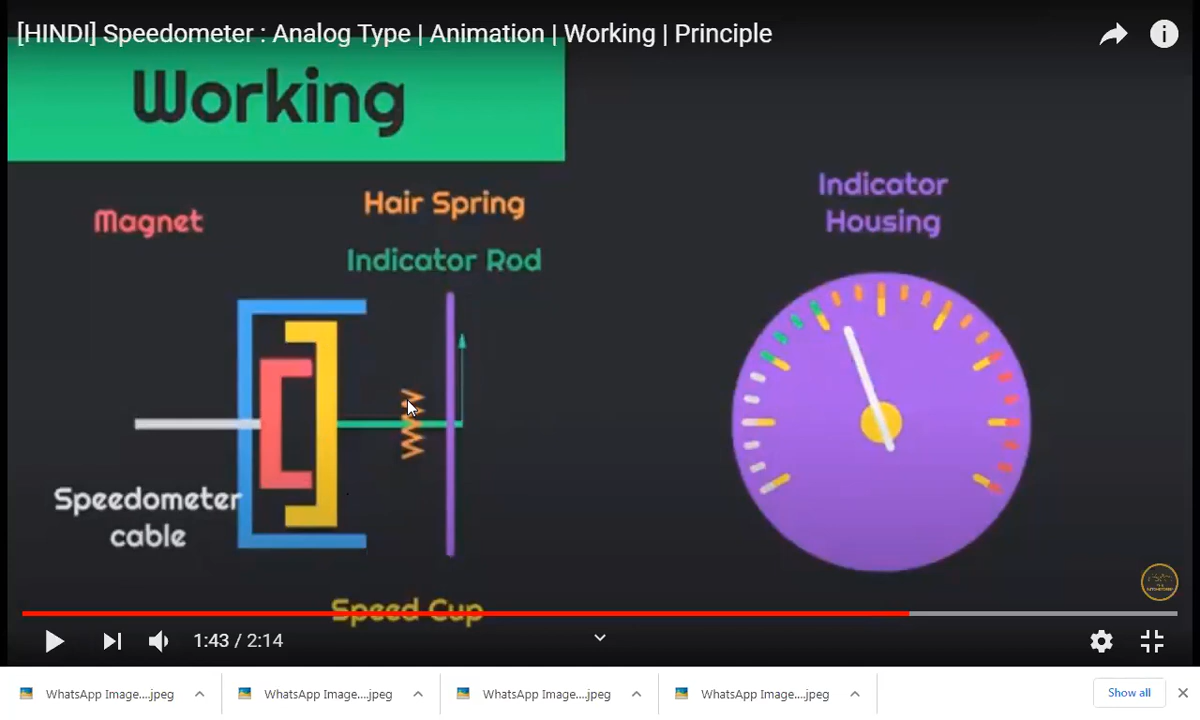 [HINDI] Speedometer : Analog Type | Animation | Working | Principle
Working
Magnet
Hair Spring
Indicator Rod
Indicator
Housing
Speedometer
cable
Speed Cup
1:43 / 2:14
WhatsApp Image....jpeg
WhatsApp Image....jpeg
WhatsApp Image....jpeg
WhatsApp Image....jpeg
Show all